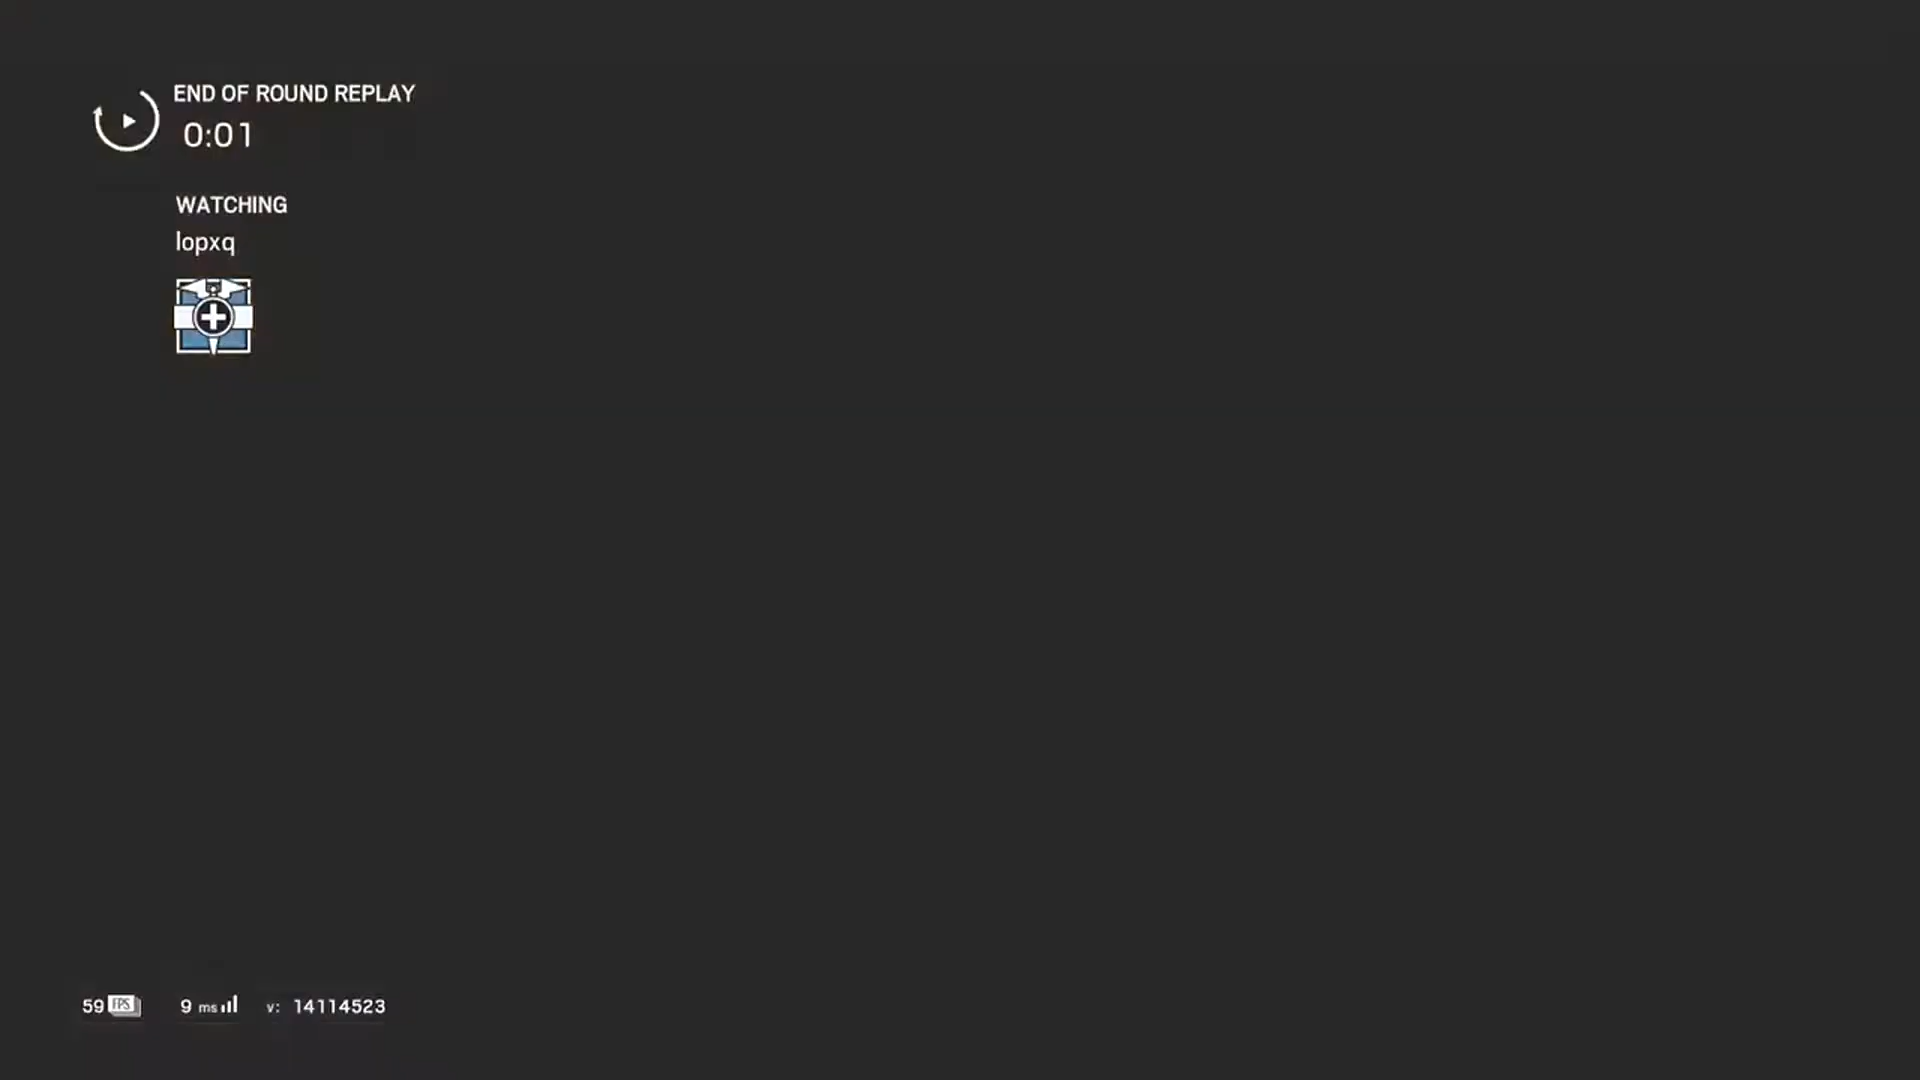 END OF ROUND REPLAY
0:01
WATCHING
lopxq
59 FPS 9 ms v: 14114523